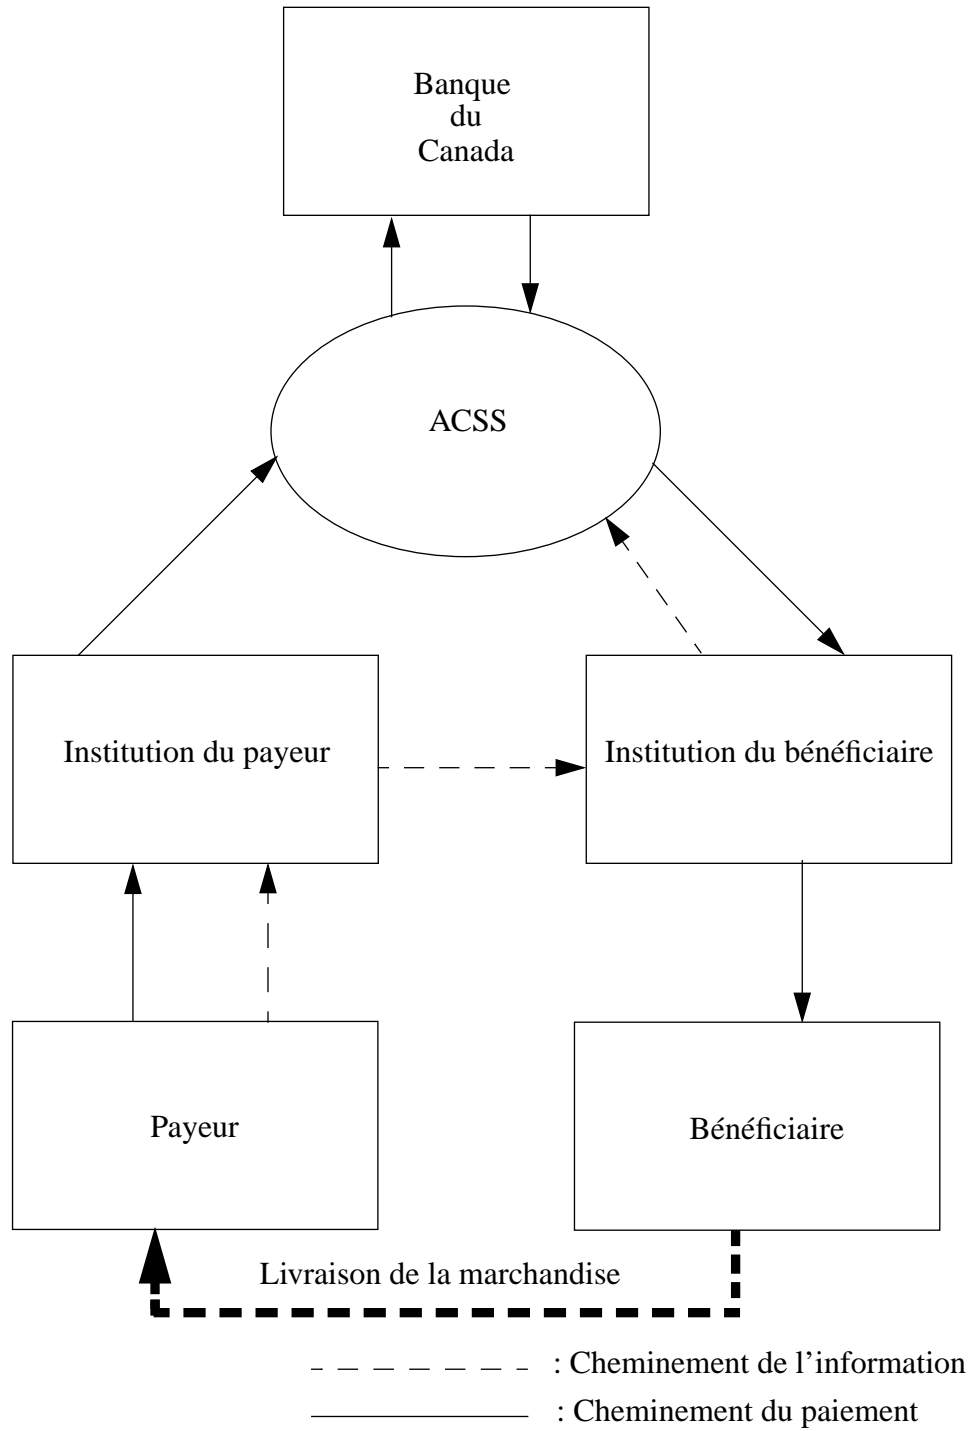 Banque
du
Canada
ACSS
Institution du payeur
Institution du bénéficiaire
Payeur
Bénéficiaire
Livraison de la marchandise
: Cheminement de l’information
: Cheminement du paiement